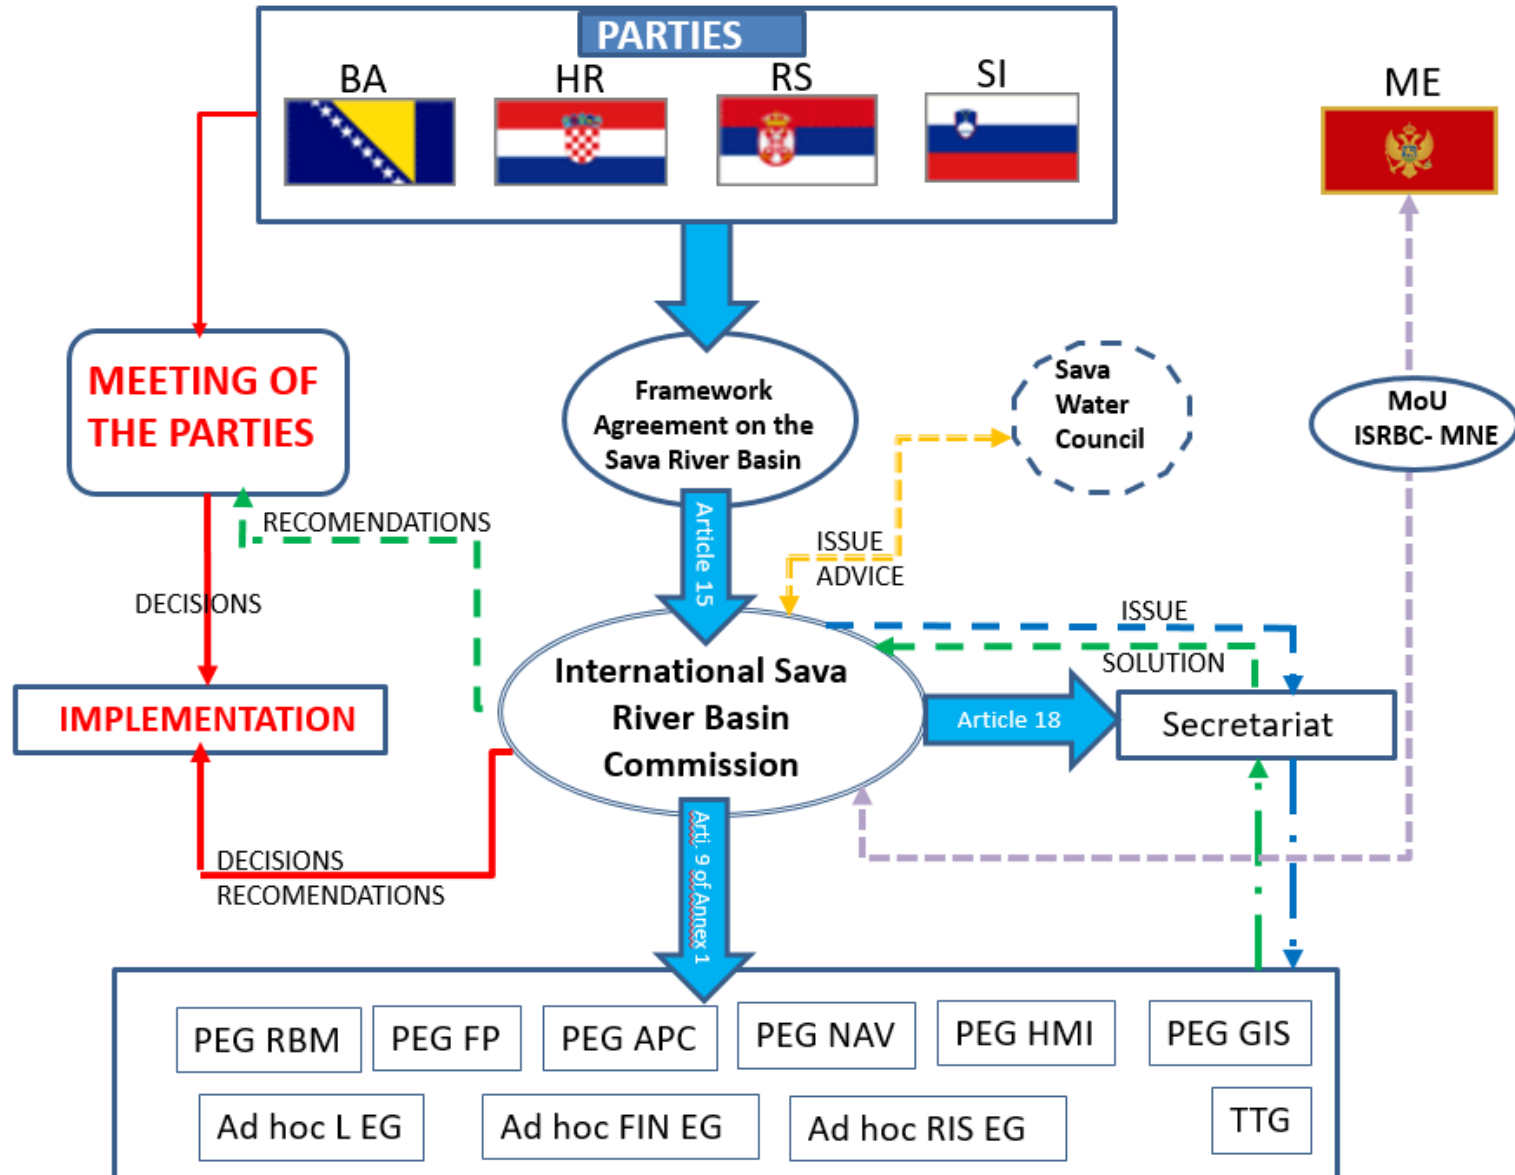 PARTIES
BA
HR
RS
SI
ME
MEETING OF
THE PARTIES
Framework
Agreement on the
Sava River Basin
Sava
Water
Council
MoU
ISRBC- MNE
RECOMENDATIONS
Article 15
ISSUE
ADVICE
DECISIONS
ISSUE
SOLUTION
IMPLEMENTATION
International Sava
River Basin
Commission
Article 18
Secretariat
DECISIONS
RECOMENDATIONS
Arti. 9 of Annex 1
PEG RBM
PEG FP
PEG APC
PEG NAV
PEG HMI
PEG GIS
Ad hoc L EG
Ad hoc FIN EG
Ad hoc RIS EG
TTG